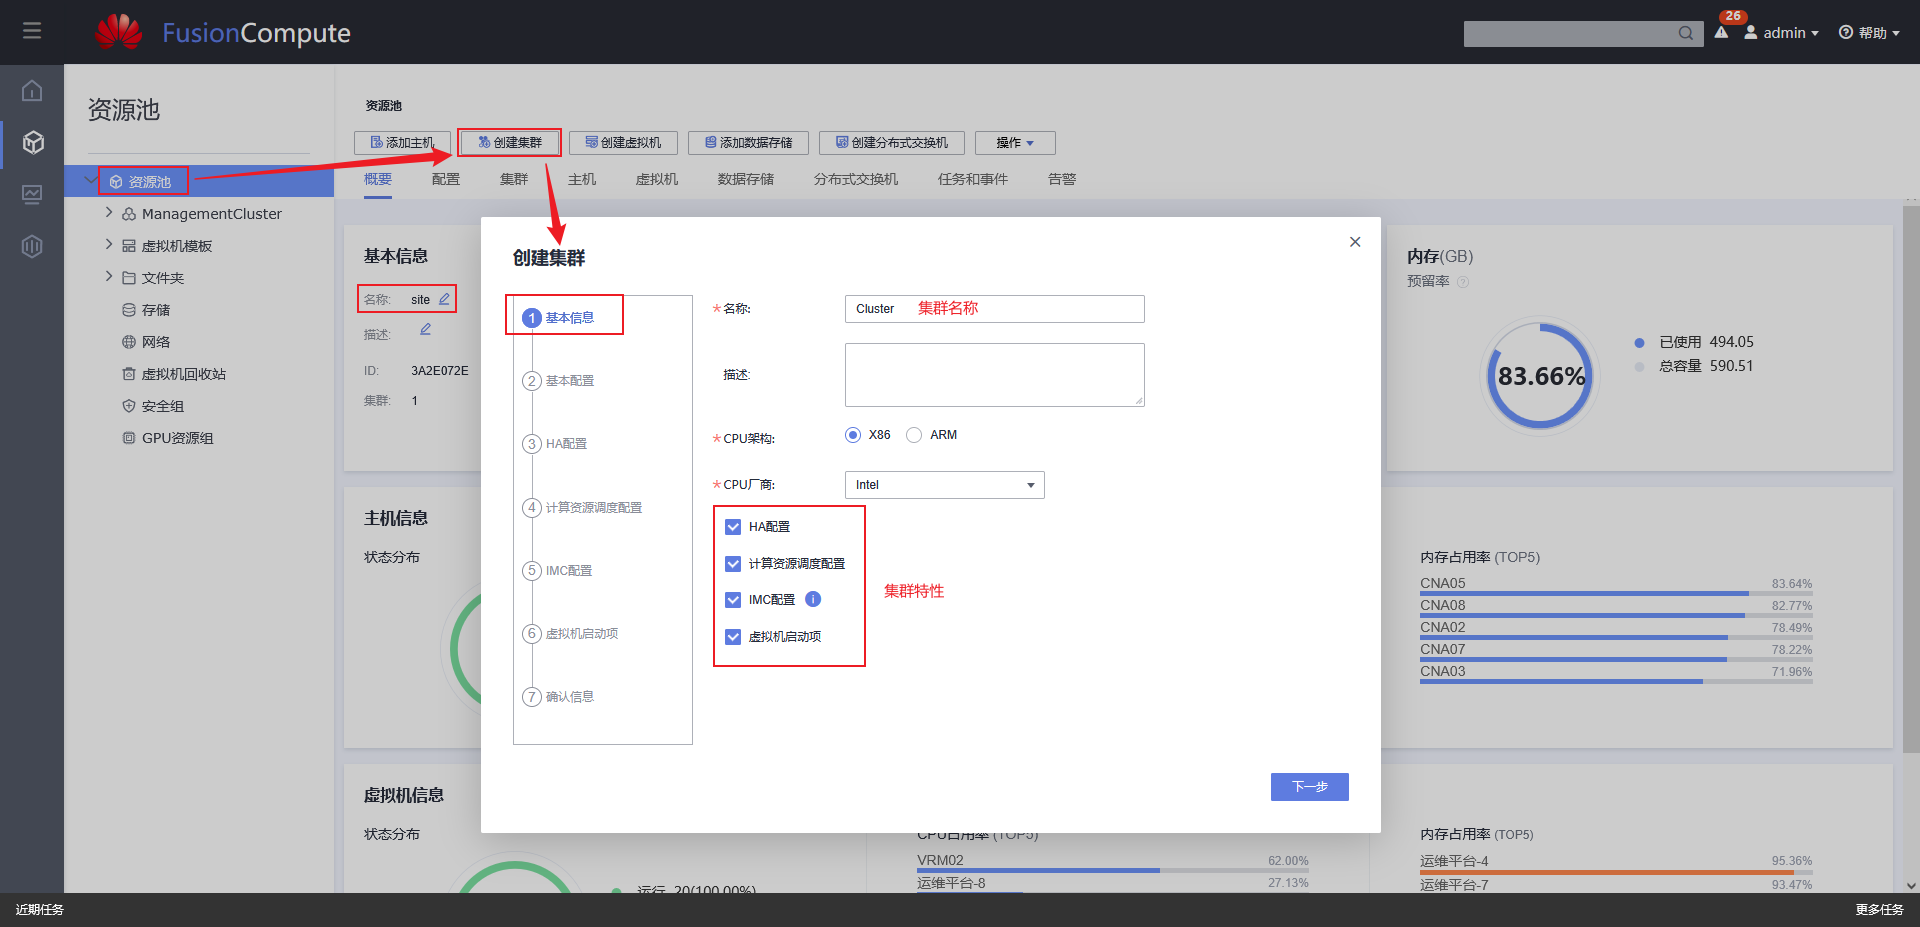 FusionCompute
26
admin
帮助
资源池
资源池
ManagementCluster
虚拟机模板
文件夹
存储
网络
虚拟机回收站
安全组
GPU资源组
资源池
添加主机
创建集群
创建虚拟机
添加数据存储
创建分布式交换机
操作
概要
配置
集群
主机
虚拟机
数据存储
分布式交换机
任务和事件
告警
基本信息
名称: site
描述:
ID: 3A2E072E
集群: 1
主机信息
状态分布
虚拟机信息
状态分布
运行 20(100.00%)
创建集群
1 基本信息
2 基本配置
3 HA配置
4 计算资源调度配置
5 IMC配置
6 虚拟机启动项
7 确认信息
*名称: Cluster 集群名称
描述:
*CPU架构: X86 ARM
*CPU厂商: Intel
HA配置
计算资源调度配置
IMC配置
虚拟机启动项
集群特性
下一步
CPU占用率 (TOP5)
VRM02 62.00%
运维平台-8 27.13%
内存(GB)
预留率
83.66%
已使用 494.05
总容量 590.51
内存占用率 (TOP5)
CNA05 83.64%
CNA08 82.77%
CNA02 78.49%
CNA07 78.22%
CNA03 71.96%
内存占用率 (TOP5)
运维平台-4 95.36%
运维平台-7 93.47%
近期任务
更多任务